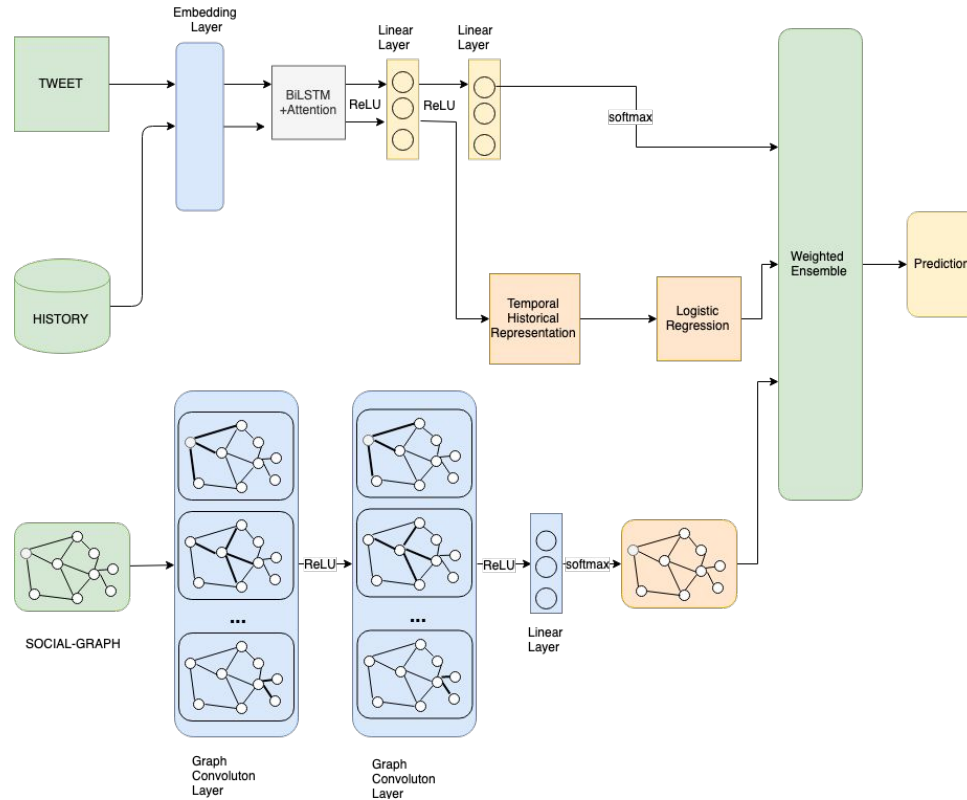 Embedding
Layer
Linear
Layer
Linear
Layer
TWEET
BiLSTM
+Attention
ReLU
ReLU
softmax
HISTORY
Temporal
Historical
Representation
Logistic
Regression
Weighted
Ensemble
Prediction
...
...
ReLU
ReLU
softmax
SOCIAL-GRAPH
Linear
Layer
Graph
Convoluton
Layer
Graph
Convoluton
Layer